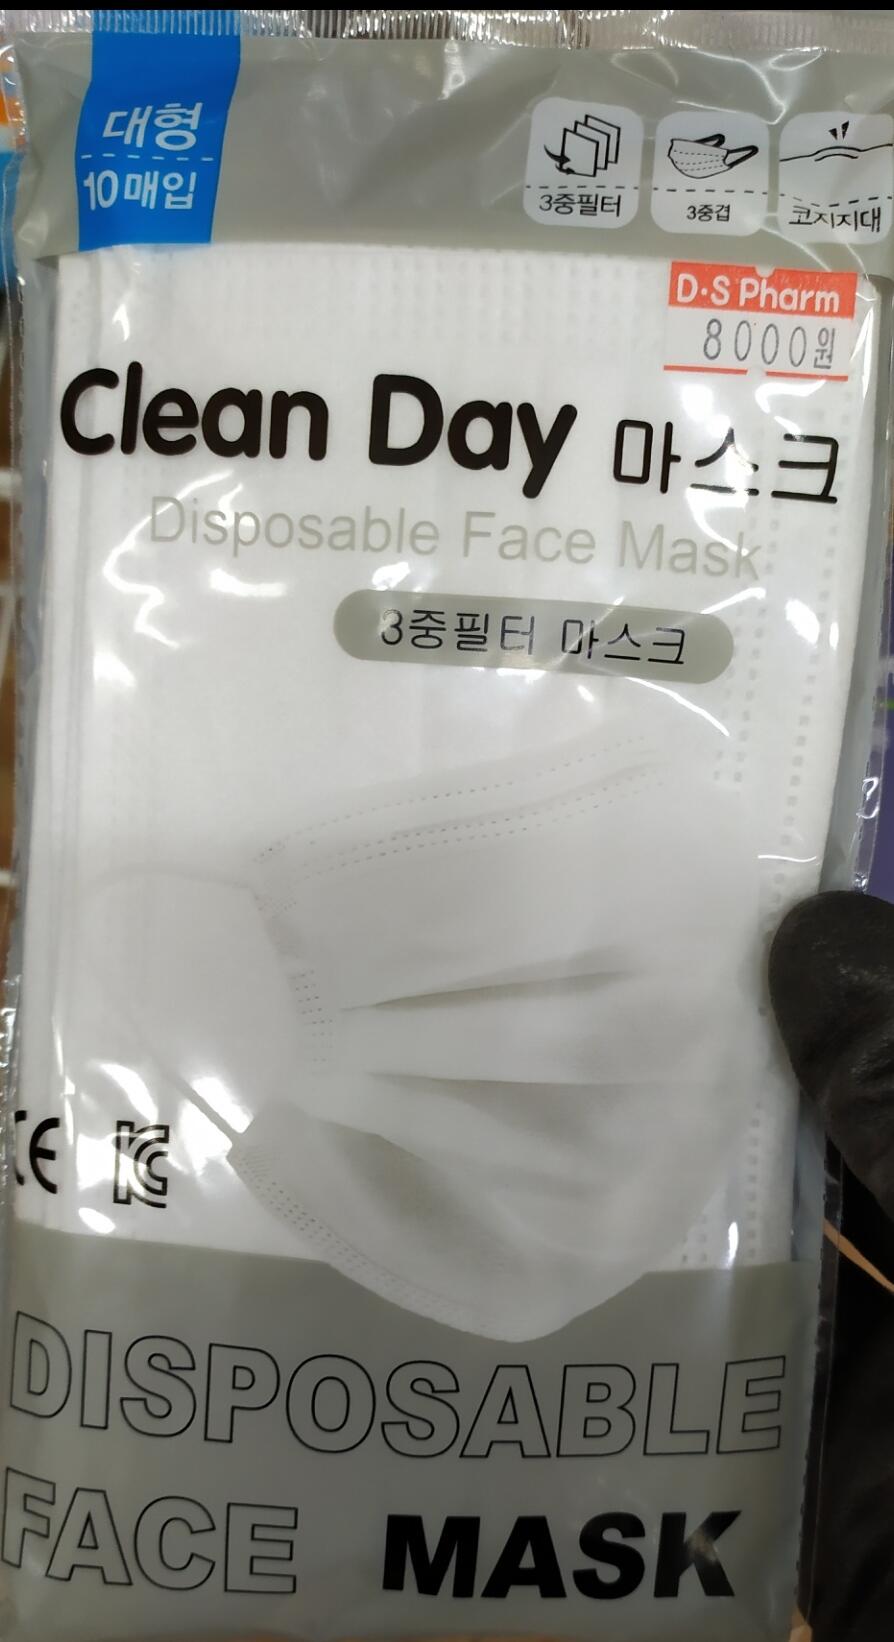 대형
10매입
3중필터
3중겹
코지지대
D·S Pharm
8000원
Clean Day 마스크
Disposable Face Mask
3중필터 마스크
CE KC
DISPOSABLE
FACE MASK